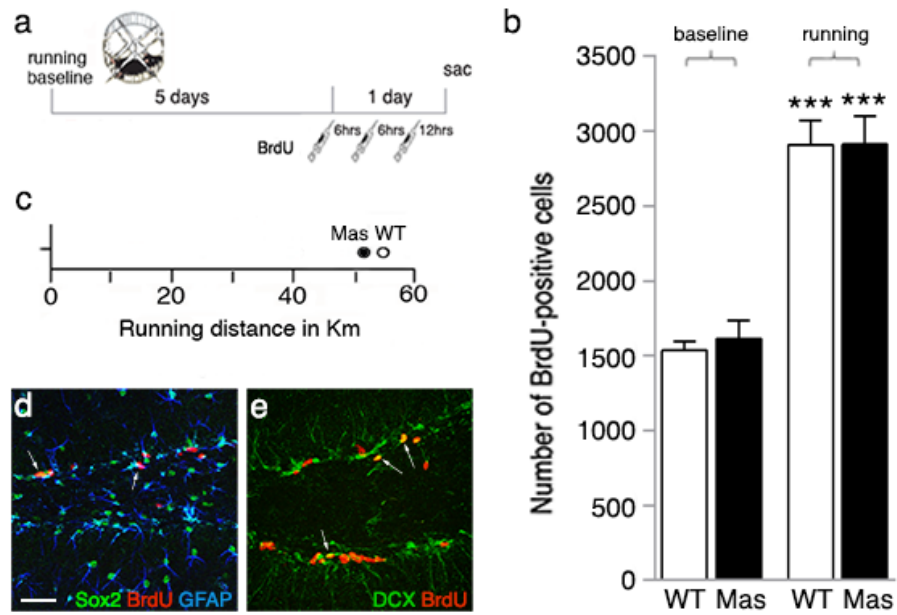 a
running
baseline
sac
5 days
1 day
BrdU
6hrs
6hrs
12hrs
b
baseline
running
3500
3000
2500
2000
1500
1000
500
0
Number of BrdU-positive cells
*** ***
WT Mas
WT Mas
c
Mas WT
0 20 40 60
Running distance in Km
d
Sox2 BrdU GFAP
e
DCX BrdU